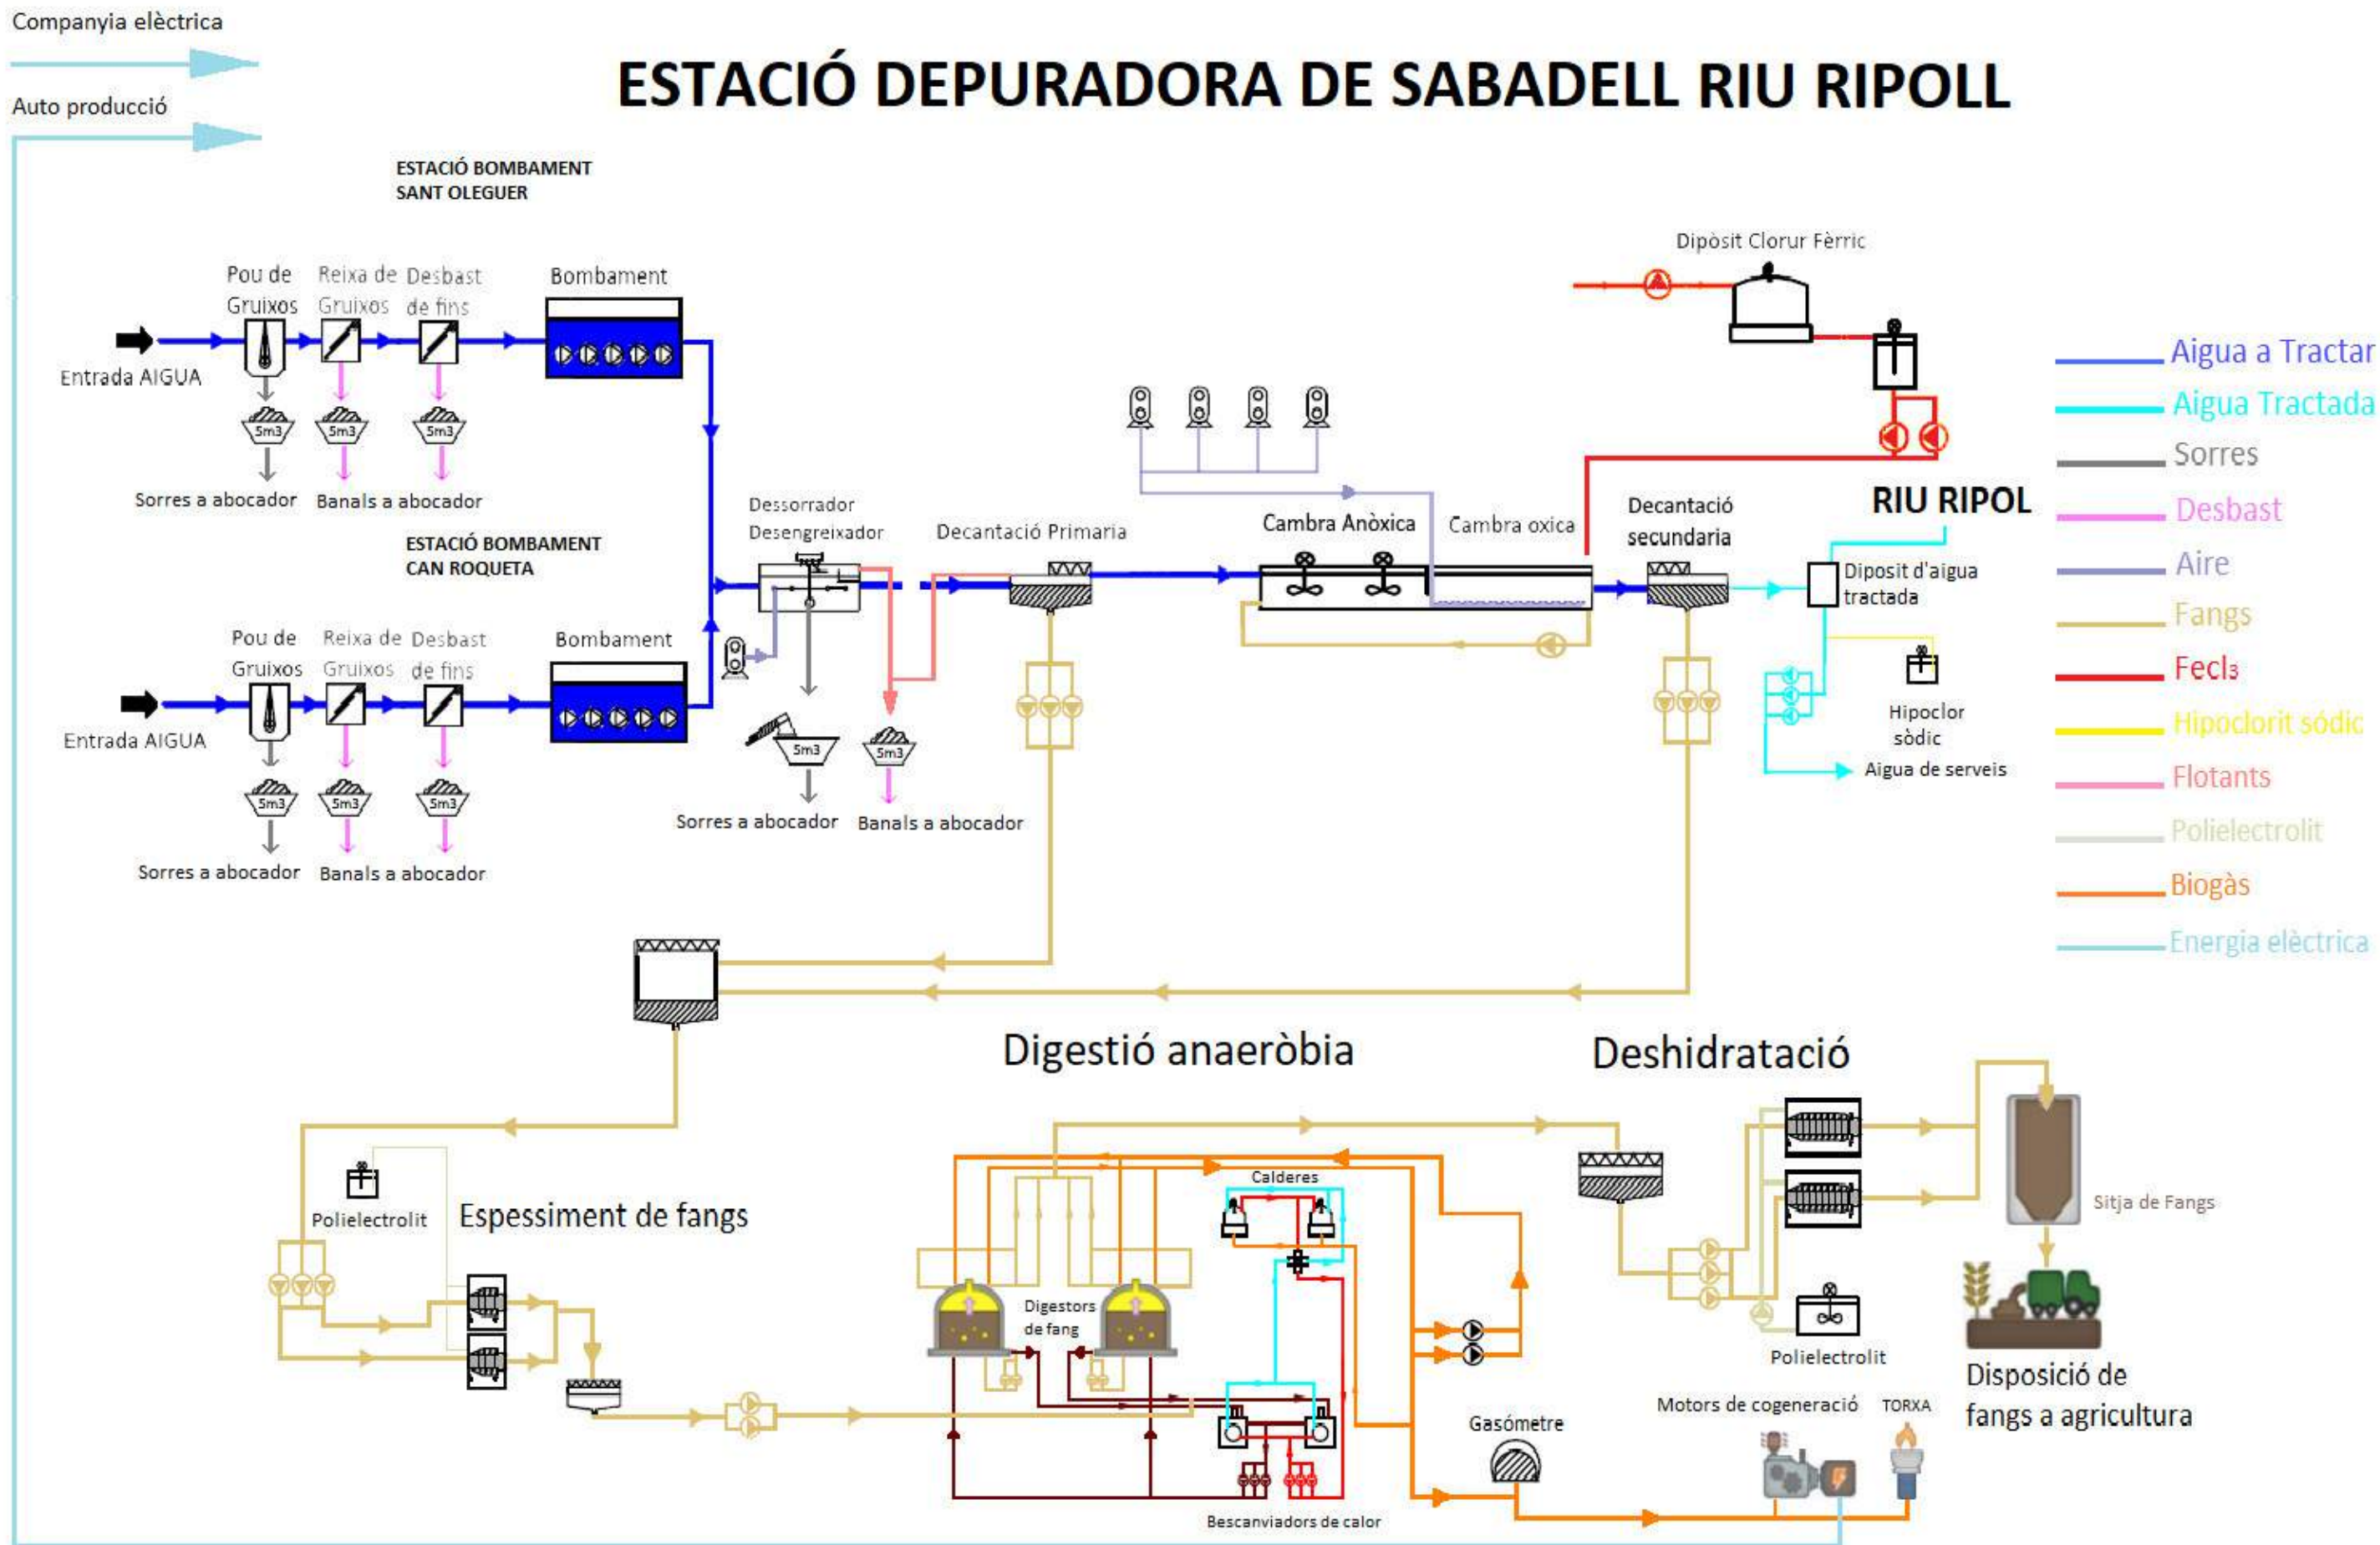 Companyia elèctrica
Auto producció
ESTACIÓ DEPURADORA DE SABADELL RIU RIPOLL
ESTACIÓ BOMBAMENT
SANT OLEGUER
Pou de
Gruixos
Reixa de
Gruixos
Desbast
de fins
Bombament
Entrada AIGUA
5m3
5m3
5m3
Sorres a abocador
Banals a abocador
ESTACIÓ BOMBAMENT
CAN ROQUETA
Pou de
Gruixos
Reixa de
Gruixos
Desbast
de fins
Bombament
Entrada AIGUA
5m3
5m3
5m3
Sorres a abocador
Banals a abocador
Dessorrador
Desengreixador
5m3
5m3
Sorres a abocador
Banals a abocador
Decantació Primaria
Cambra Anòxica
Cambra oxica
Decantació
secundaria
Dipòsit Clorur Fèrric
RIU RIPOL
Diposit d'aigua
tractada
Hipoclor
sòdic
Aigua de serveis
Aigua a Tractar
Aigua Tractada
Sorres
Desbast
Aire
Fangs
Fecl₃
Hipoclorit sódic
Flotants
Polielectrolit
Biogàs
Energia elèctrica
Digestió anaeròbia
Deshidratació
Polielectrolit
Espessiment de fangs
Calderes
Digestors
de fang
Bescanviadors de calor
Gasómetre
Motors de cogeneració
TORXA
Polielectrolit
Sitja de Fangs
Disposició de
fangs a agricultura